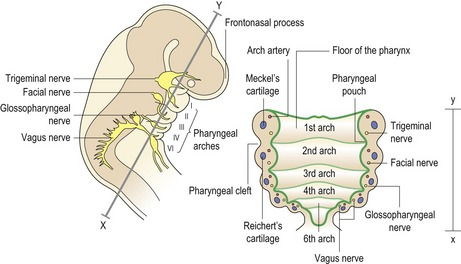 Y
Frontonasal process
Trigeminal nerve
Facial nerve
Glossopharyngeal
nerve
Vagus nerve
I
II
III
IV
VI
Pharyngeal
arches
X
Arch artery
Floor of the pharynx
Meckel's
cartilage
Pharyngeal
pouch
y
1st arch
Trigeminal
nerve
2nd arch
Facial nerve
3rd arch
Pharyngeal cleft
4th arch
Glossopharyngeal
nerve
Reichert's
cartilage
6th arch
x
Vagus nerve